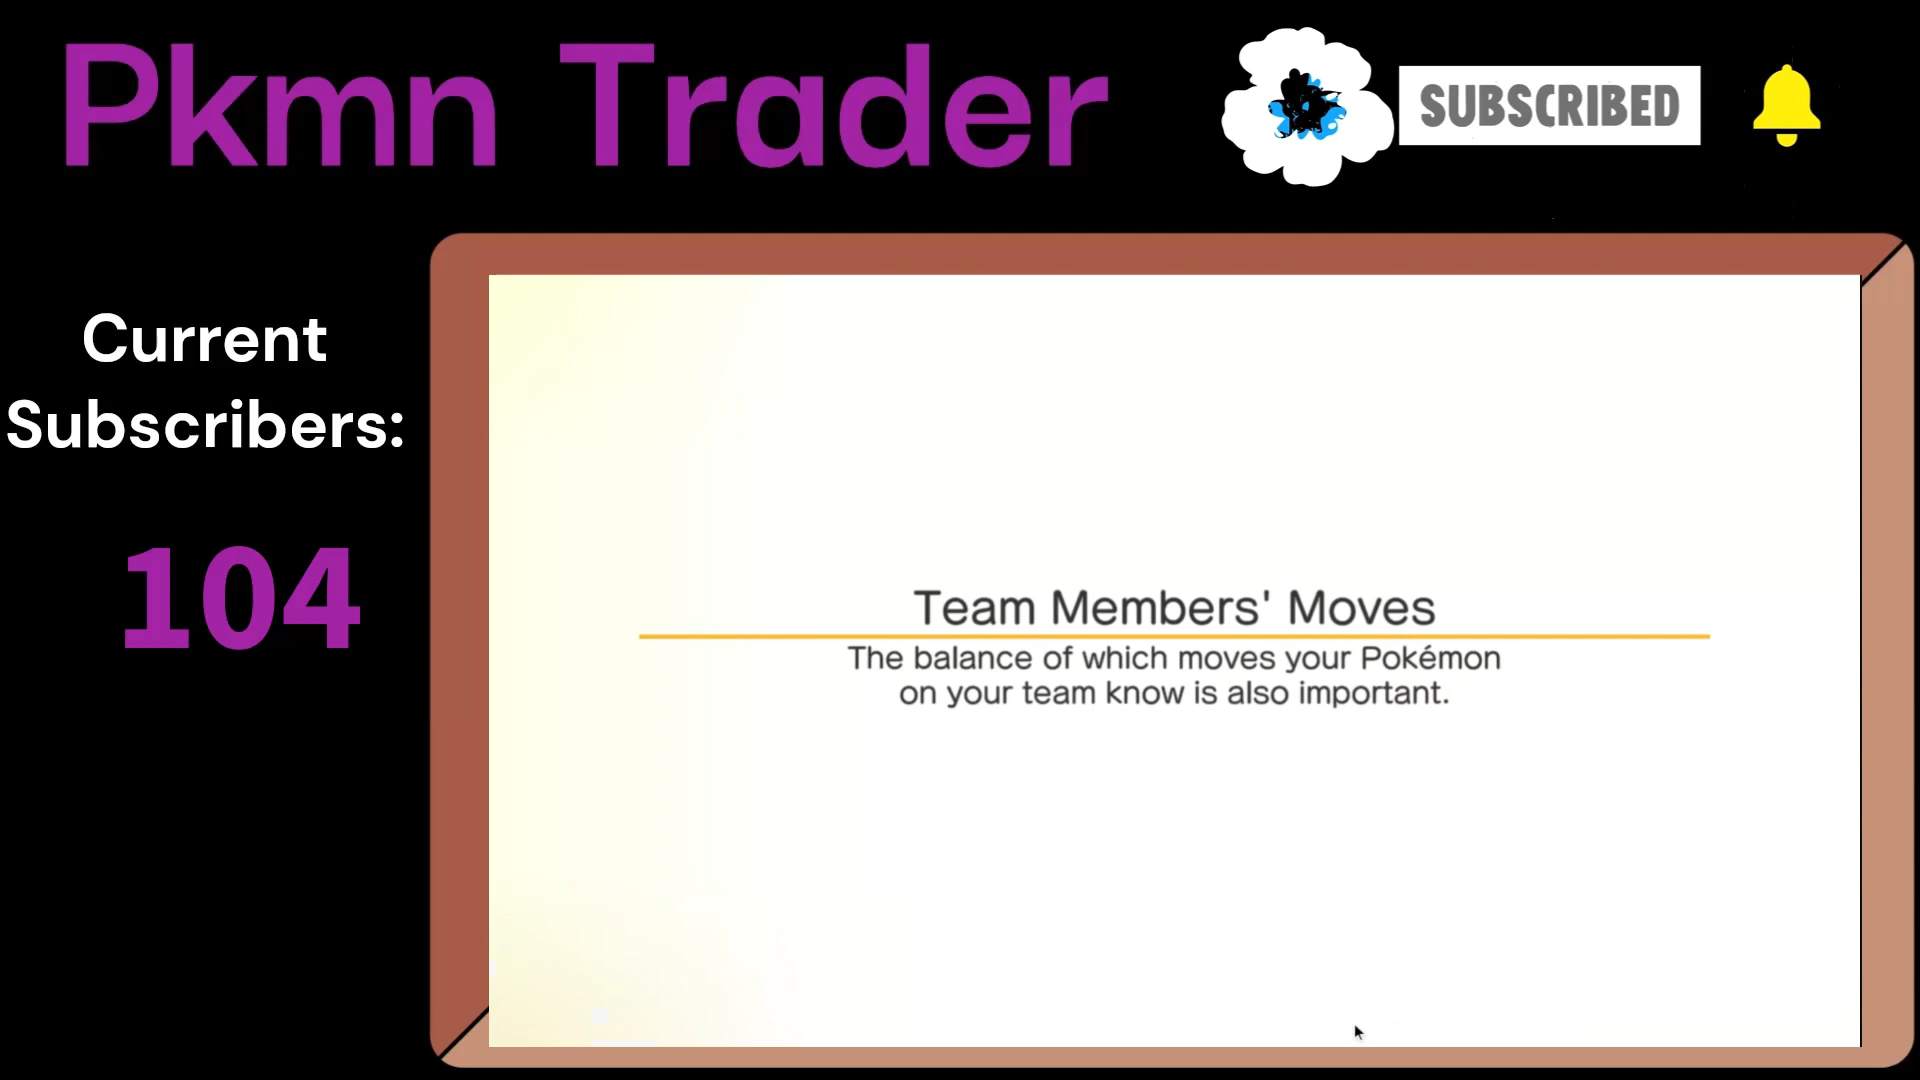 Pkmn Trader
SUBSCRIBED
Current
Subscribers:
104
Team Members' Moves
The balance of which moves your Pokémon
on your team know is also important.